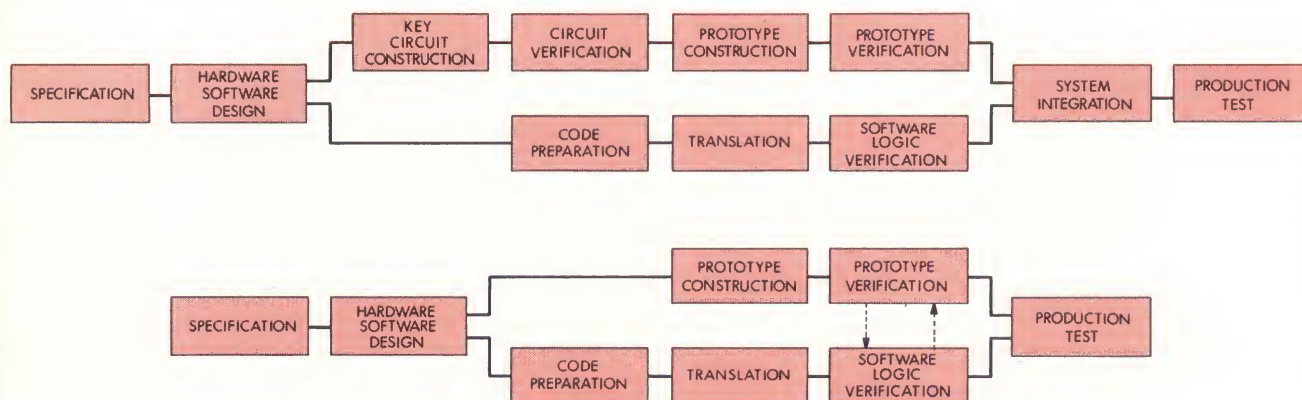 SPECIFICATION
HARDWARE
SOFTWARE
DESIGN
KEY
CIRCUIT
CONSTRUCTION
CIRCUIT
VERIFICATION
PROTOTYPE
CONSTRUCTION
PROTOTYPE
VERIFICATION
CODE
PREPARATION
TRANSLATION
SOFTWARE
LOGIC
VERIFICATION
SYSTEM
INTEGRATION
PRODUCTION
TEST
SPECIFICATION
HARDWARE
SOFTWARE
DESIGN
PROTOTYPE
CONSTRUCTION
PROTOTYPE
VERIFICATION
CODE
PREPARATION
TRANSLATION
SOFTWARE
LOGIC
VERIFICATION
PRODUCTION
TEST